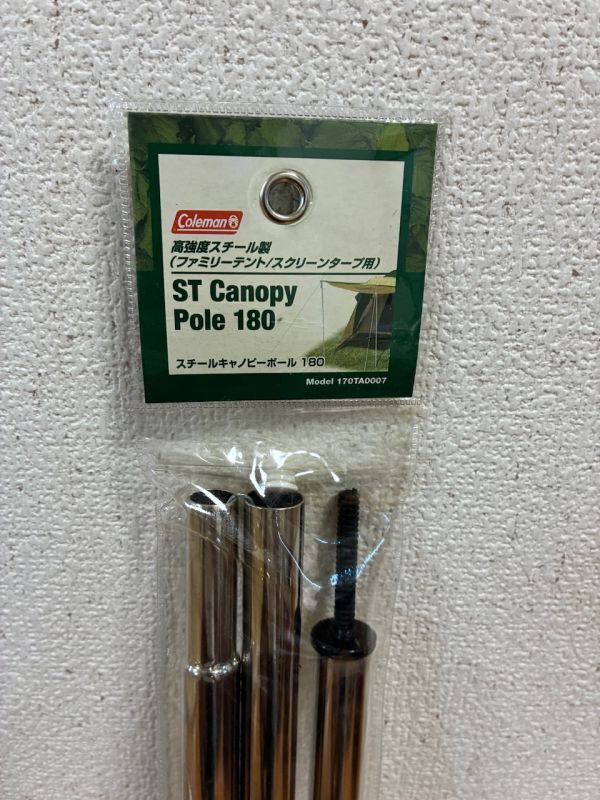 Coleman
高強度スチール製
(ファミリーテント/スクリーンタープ用)
ST Canopy
Pole 180
スチールキャノピーポール 180
Model 170TA0007